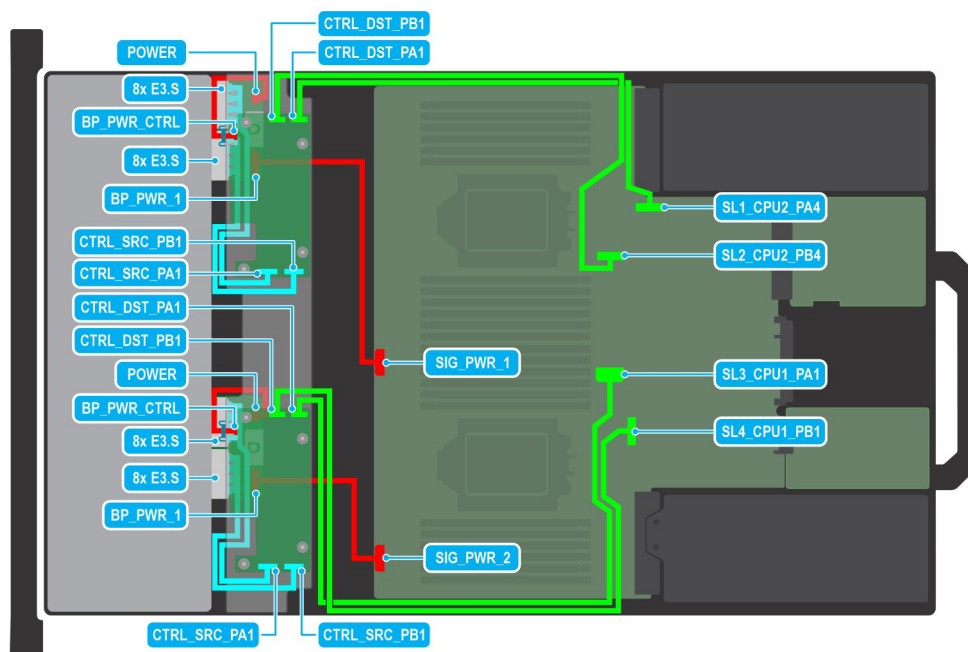 CTRL_DST_PB1
POWER
CTRL_DST_PA1
8x E3.S
BP_PWR_CTRL
8x E3.S
BP_PWR_1
CTRL_SRC_PB1
CTRL_SRC_PA1
CTRL_DST_PA1
CTRL_DST_PB1
POWER
BP_PWR_CTRL
8x E3.S
8x E3.S
BP_PWR_1
CTRL_SRC_PA1
CTRL_SRC_PB1
SIG_PWR_1
SIG_PWR_2
SL1_CPU2_PA4
SL2_CPU2_PB4
SL3_CPU1_PA1
SL4_CPU1_PB1